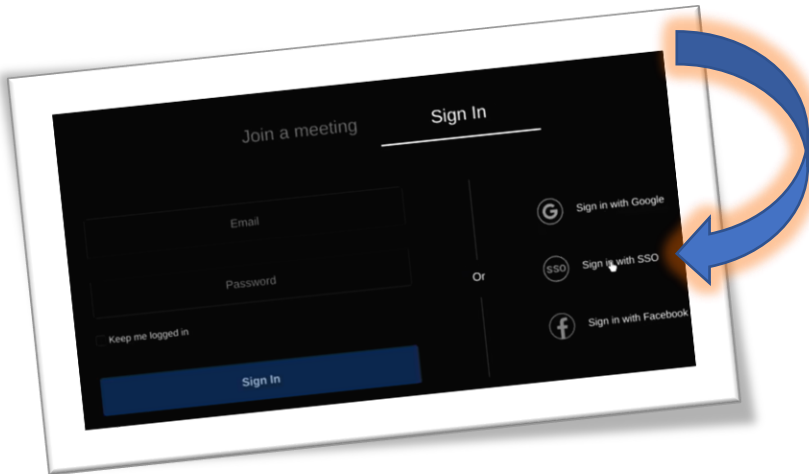 Join a meeting
Sign In
Email
Password
Keep me logged in
Sign In
Or
G
Sign in with Google
SSO
Sign in with SSO
f
Sign in with Facebook